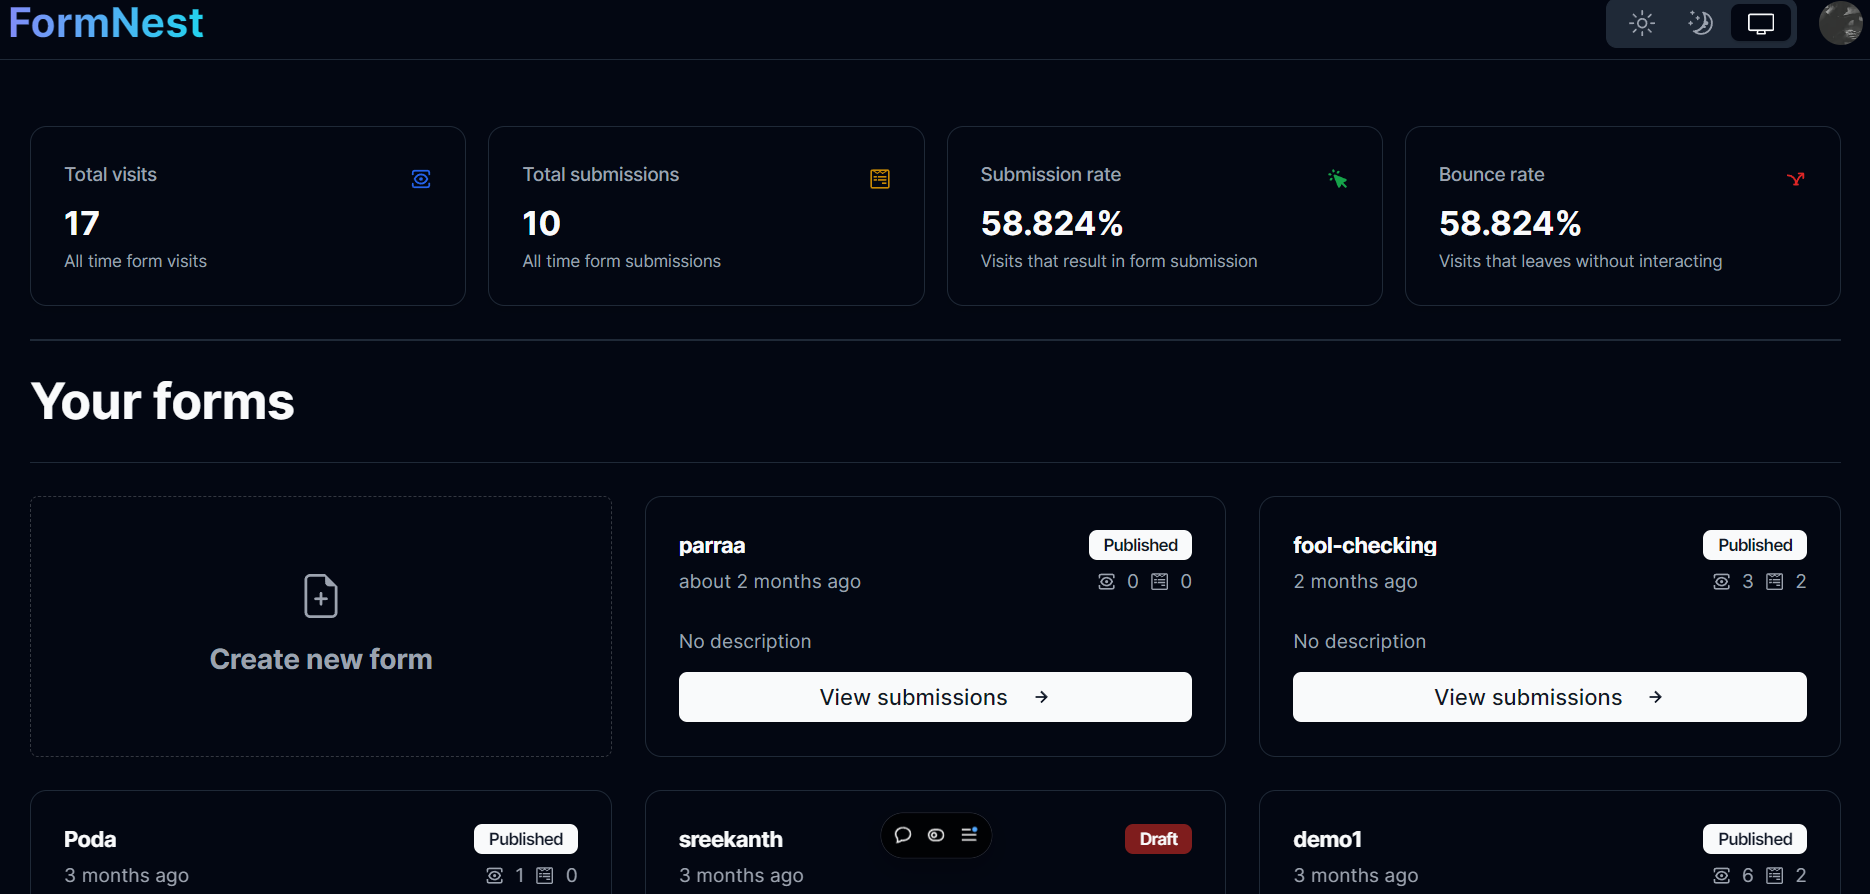 FormNest
Total visits
17
All time form visits
Total submissions
10
All time form submissions
Submission rate
58.824%
Visits that result in form submission
Bounce rate
58.824%
Visits that leaves without interacting
Your forms
Create new form
parraa
Published
about 2 months ago
0 0
No description
View submissions →
fool-checking
Published
2 months ago
3 2
No description
View submissions →
Poda
Published
3 months ago
1 0
sreekanth
Draft
3 months ago
demo1
Published
3 months ago
6 2